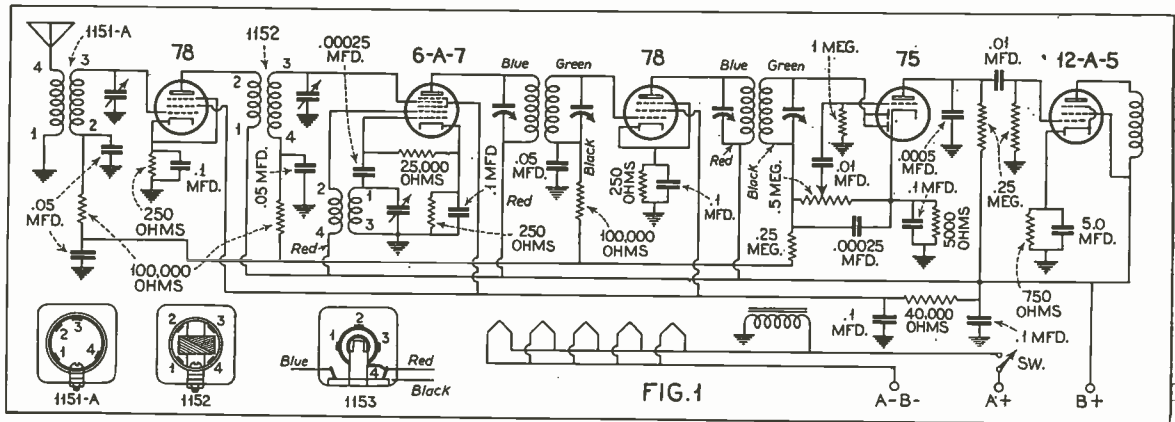 1151-A
78
1152
.00025
MFD.
6-A-7
Blue
Green
78
Blue
Green
1 MEG.
75
.01
MFD.
12-A-5
4
3
1
2
2
3
1
4
.1
MFD.
250
OHMS
.05
MFD.
100,000
OHMS
.05 MFD.
25,000
OHMS
.1 MFD
2
1
4
3
Red
250
OHMS
.05
MFD.
Red
Black
250
OHMS
.1
MFD.
100,000
OHMS
Red
Black
.5 MEG.
.01
MFD.
.25
MEG.
.00025
MFD.
.0005
MFD.
.1 MFD.
5000
OHMS
.25
MEG.
5.0
MFD.
750
OHMS
.1
MFD.
40,000
OHMS
.1 MFD.
SW.
A-B-
A+
B+
2
3
1
4
1151-A
2
3
1
4
1152
2
1
3
4
Blue
Red
Black
1153
FIG.1